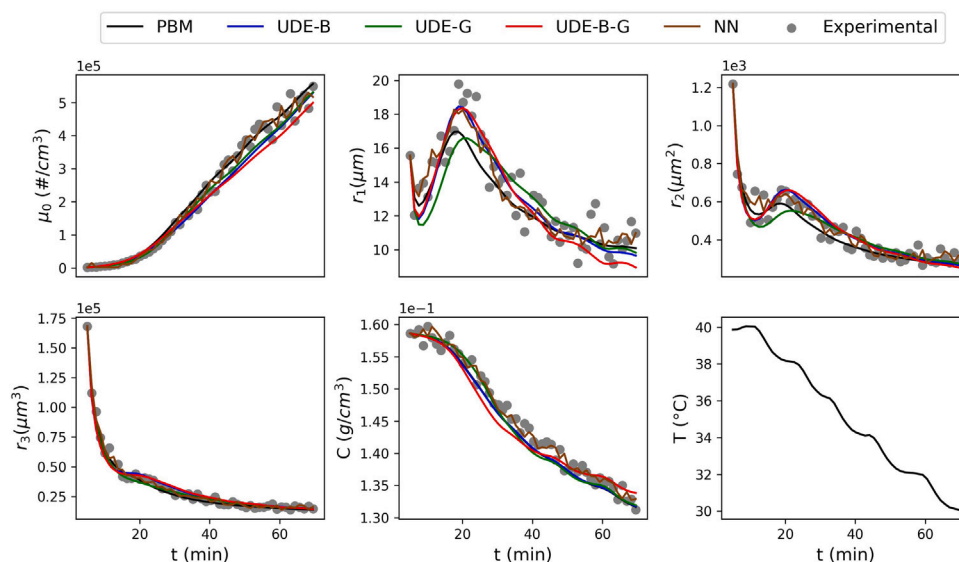 PBM UDE-B UDE-G UDE-B-G NN Experimental
1e5
μ₀ (#/cm³)
5
4
3
2
1
0
r₁(μm)
20
18
16
14
12
10
1e3
r₂(μm²)
1.2
1.0
0.8
0.6
0.4
1e5
r₃(μm³)
1.75
1.50
1.25
1.00
0.75
0.50
0.25
20 40 60
t (min)
1e−1
C (g/cm³)
1.60
1.55
1.50
1.45
1.40
1.35
1.30
20 40 60
t (min)
T (°C)
40
38
36
34
32
30
20 40 60
t (min)